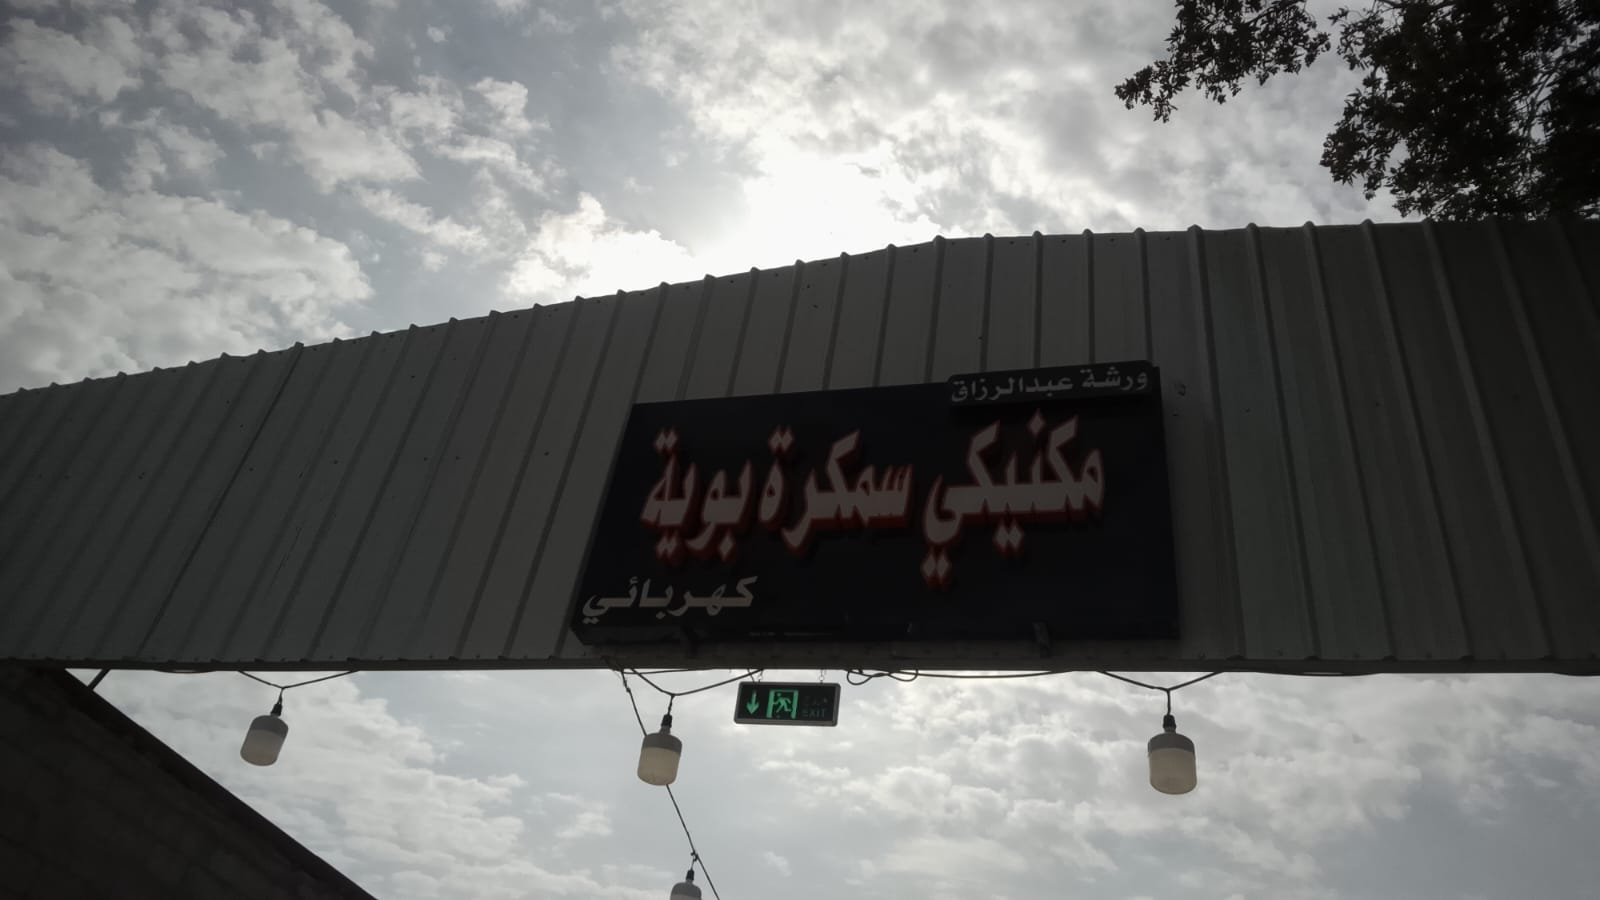 ورشة عبدالرزاق
مكنيكي سمكرة بوية
كهربائي
EXIT